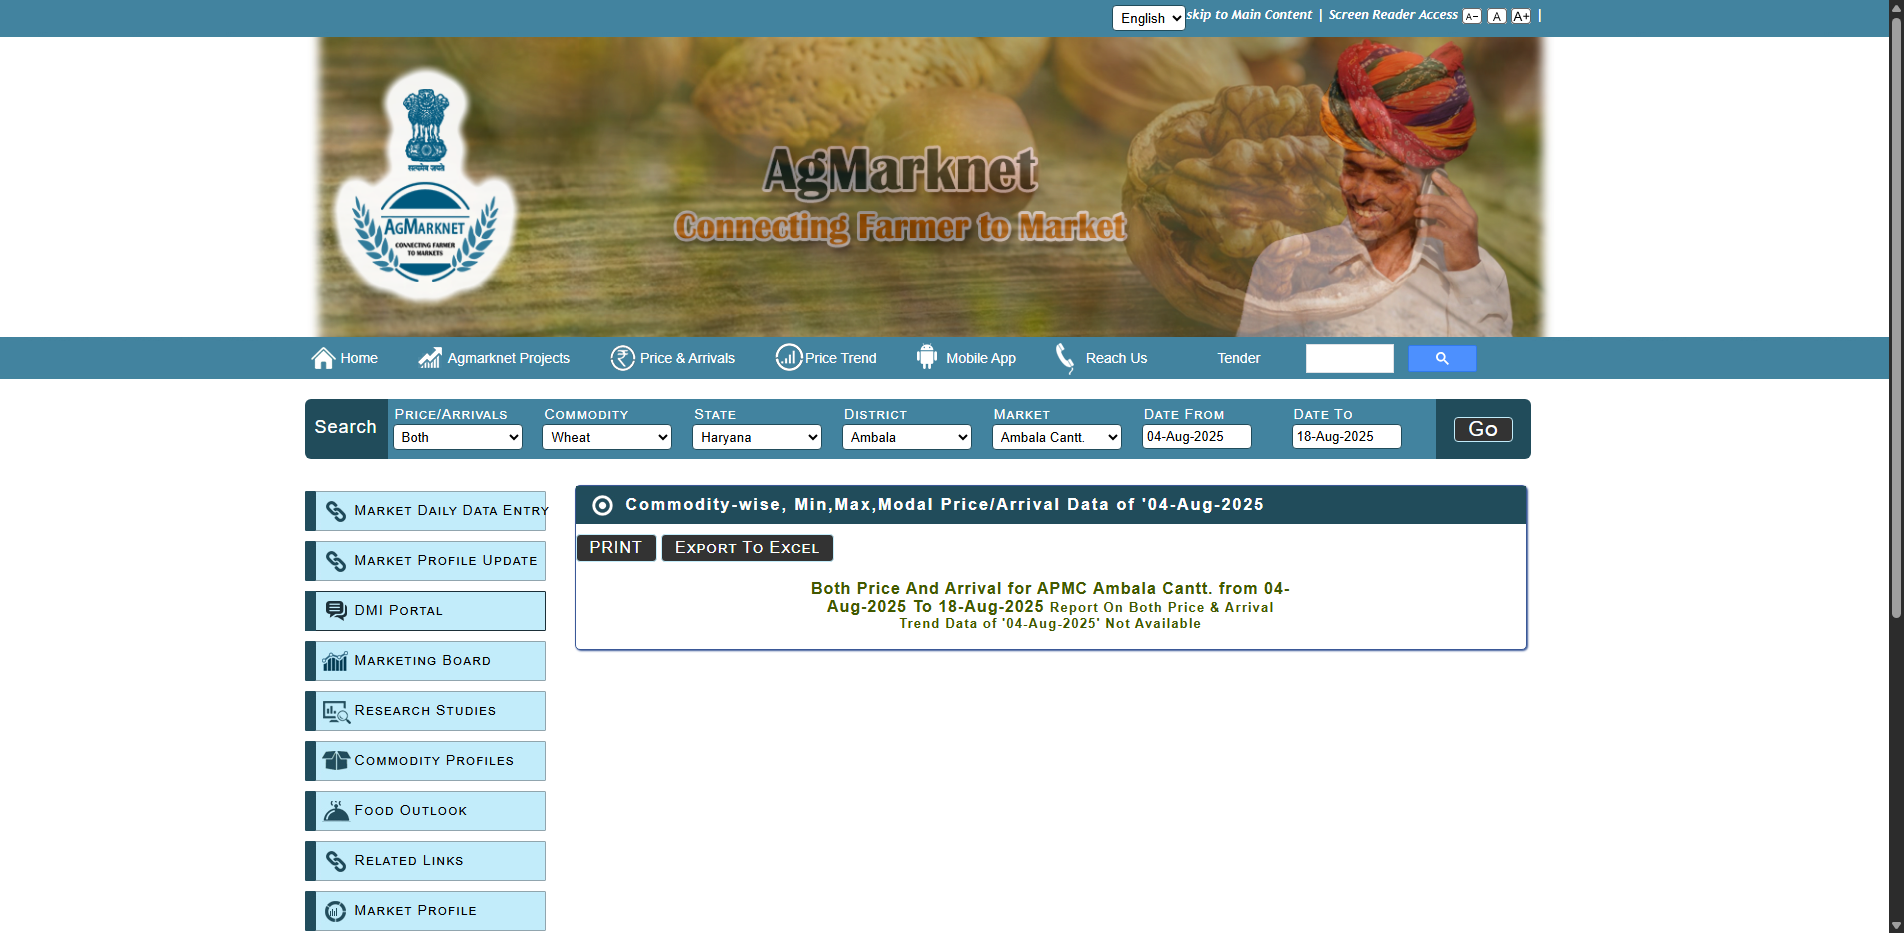 English
skip to Main Content | Screen Reader Access A- A A+ |
सत्यमेव जयते
AGMARKNET
CONNECTING FARMER
TO MARKETS
AgMarknet
Connecting Farmer to Market
Home Agmarknet Projects Price & Arrivals Price Trend Mobile App Reach Us Tender
Search
Price/Arrivals Commodity State District Market Date From Date To
Both Wheat Haryana Ambala Ambala Cantt. 04-Aug-2025 18-Aug-2025 Go
Market Daily Data Entry
Market Profile Update
DMI Portal
Marketing Board
Research Studies
Commodity Profiles
Food Outlook
Related Links
Market Profile
Commodity-wise, Min,Max,Modal Price/Arrival Data of '04-Aug-2025
PRINT Export To Excel
Both Price And Arrival for APMC Ambala Cantt. from 04-
Aug-2025 To 18-Aug-2025 Report On Both Price & Arrival
Trend Data of '04-Aug-2025' Not Available